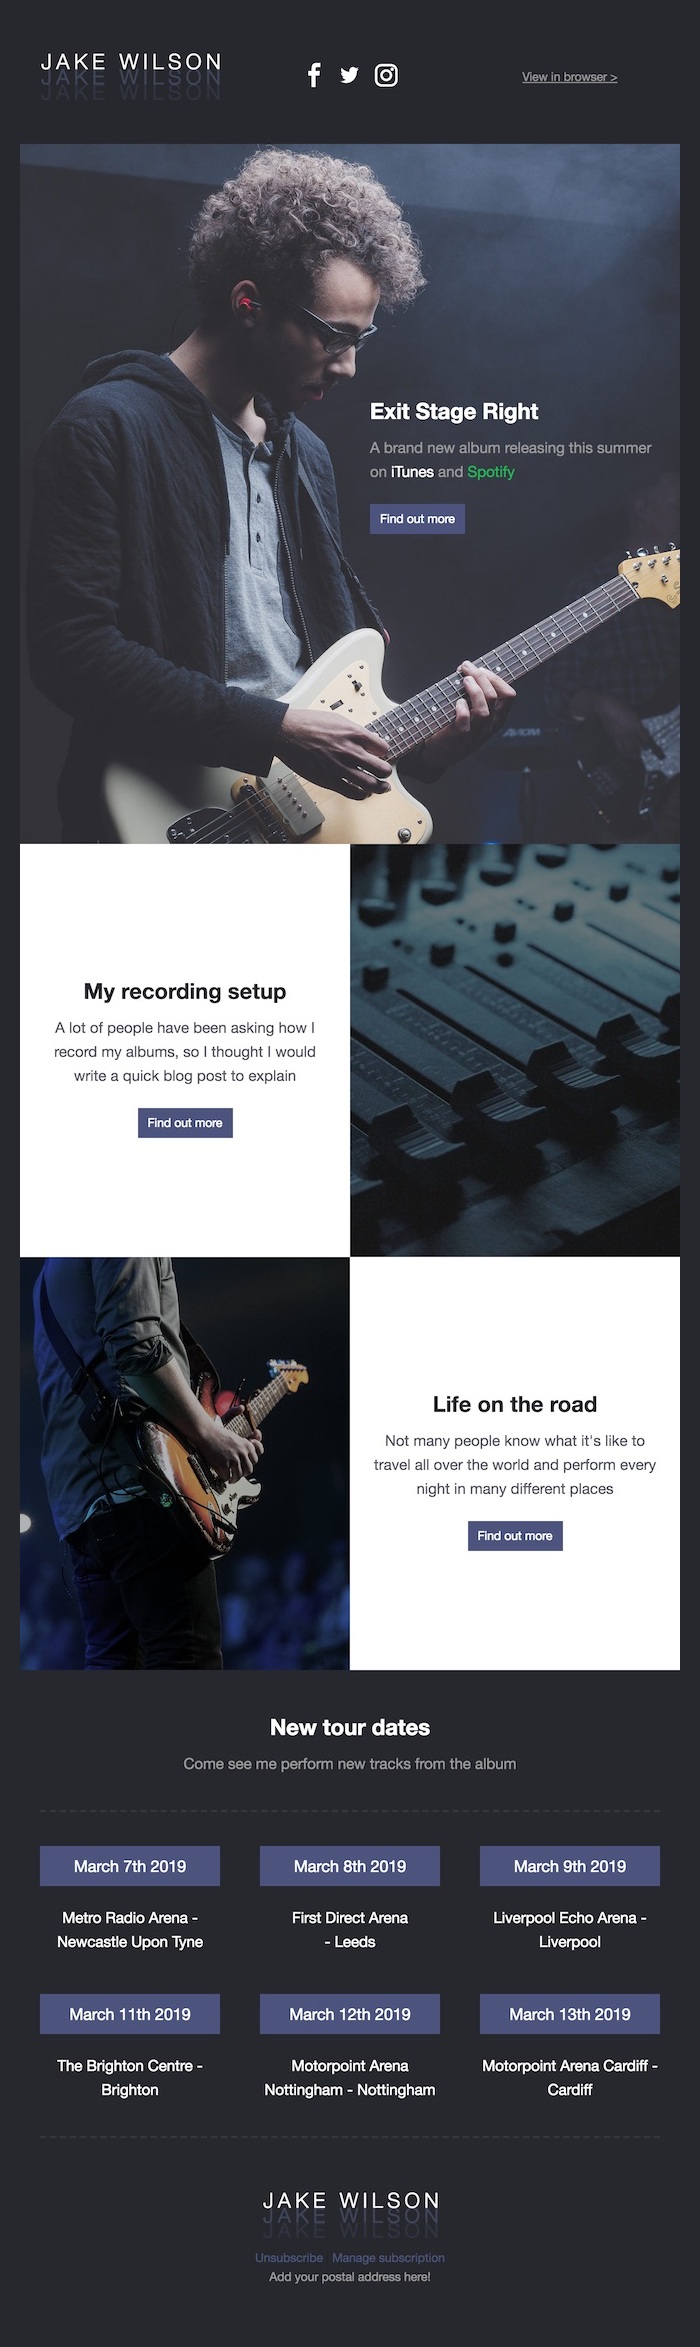 JAKE WILSON
View in browser >
Exit Stage Right
A brand new album releasing this summer
on iTunes and Spotify
Find out more
AVIOM
My recording setup
A lot of people have been asking how I
record my albums, so I thought I would
write a quick blog post to explain
Find out more
Life on the road
Not many people know what it's like to
travel all over the world and perform every
night in many different places
Find out more
New tour dates
Come see me perform new tracks from the album
March 7th 2019
Metro Radio Arena -
Newcastle Upon Tyne
March 8th 2019
First Direct Arena
- Leeds
March 9th 2019
Liverpool Echo Arena -
Liverpool
March 11th 2019
The Brighton Centre -
Brighton
March 12th 2019
Motorpoint Arena
Nottingham - Nottingham
March 13th 2019
Motorpoint Arena Cardiff -
Cardiff
JAKE WILSON
Unsubscribe Manage subscription
Add your postal address here!